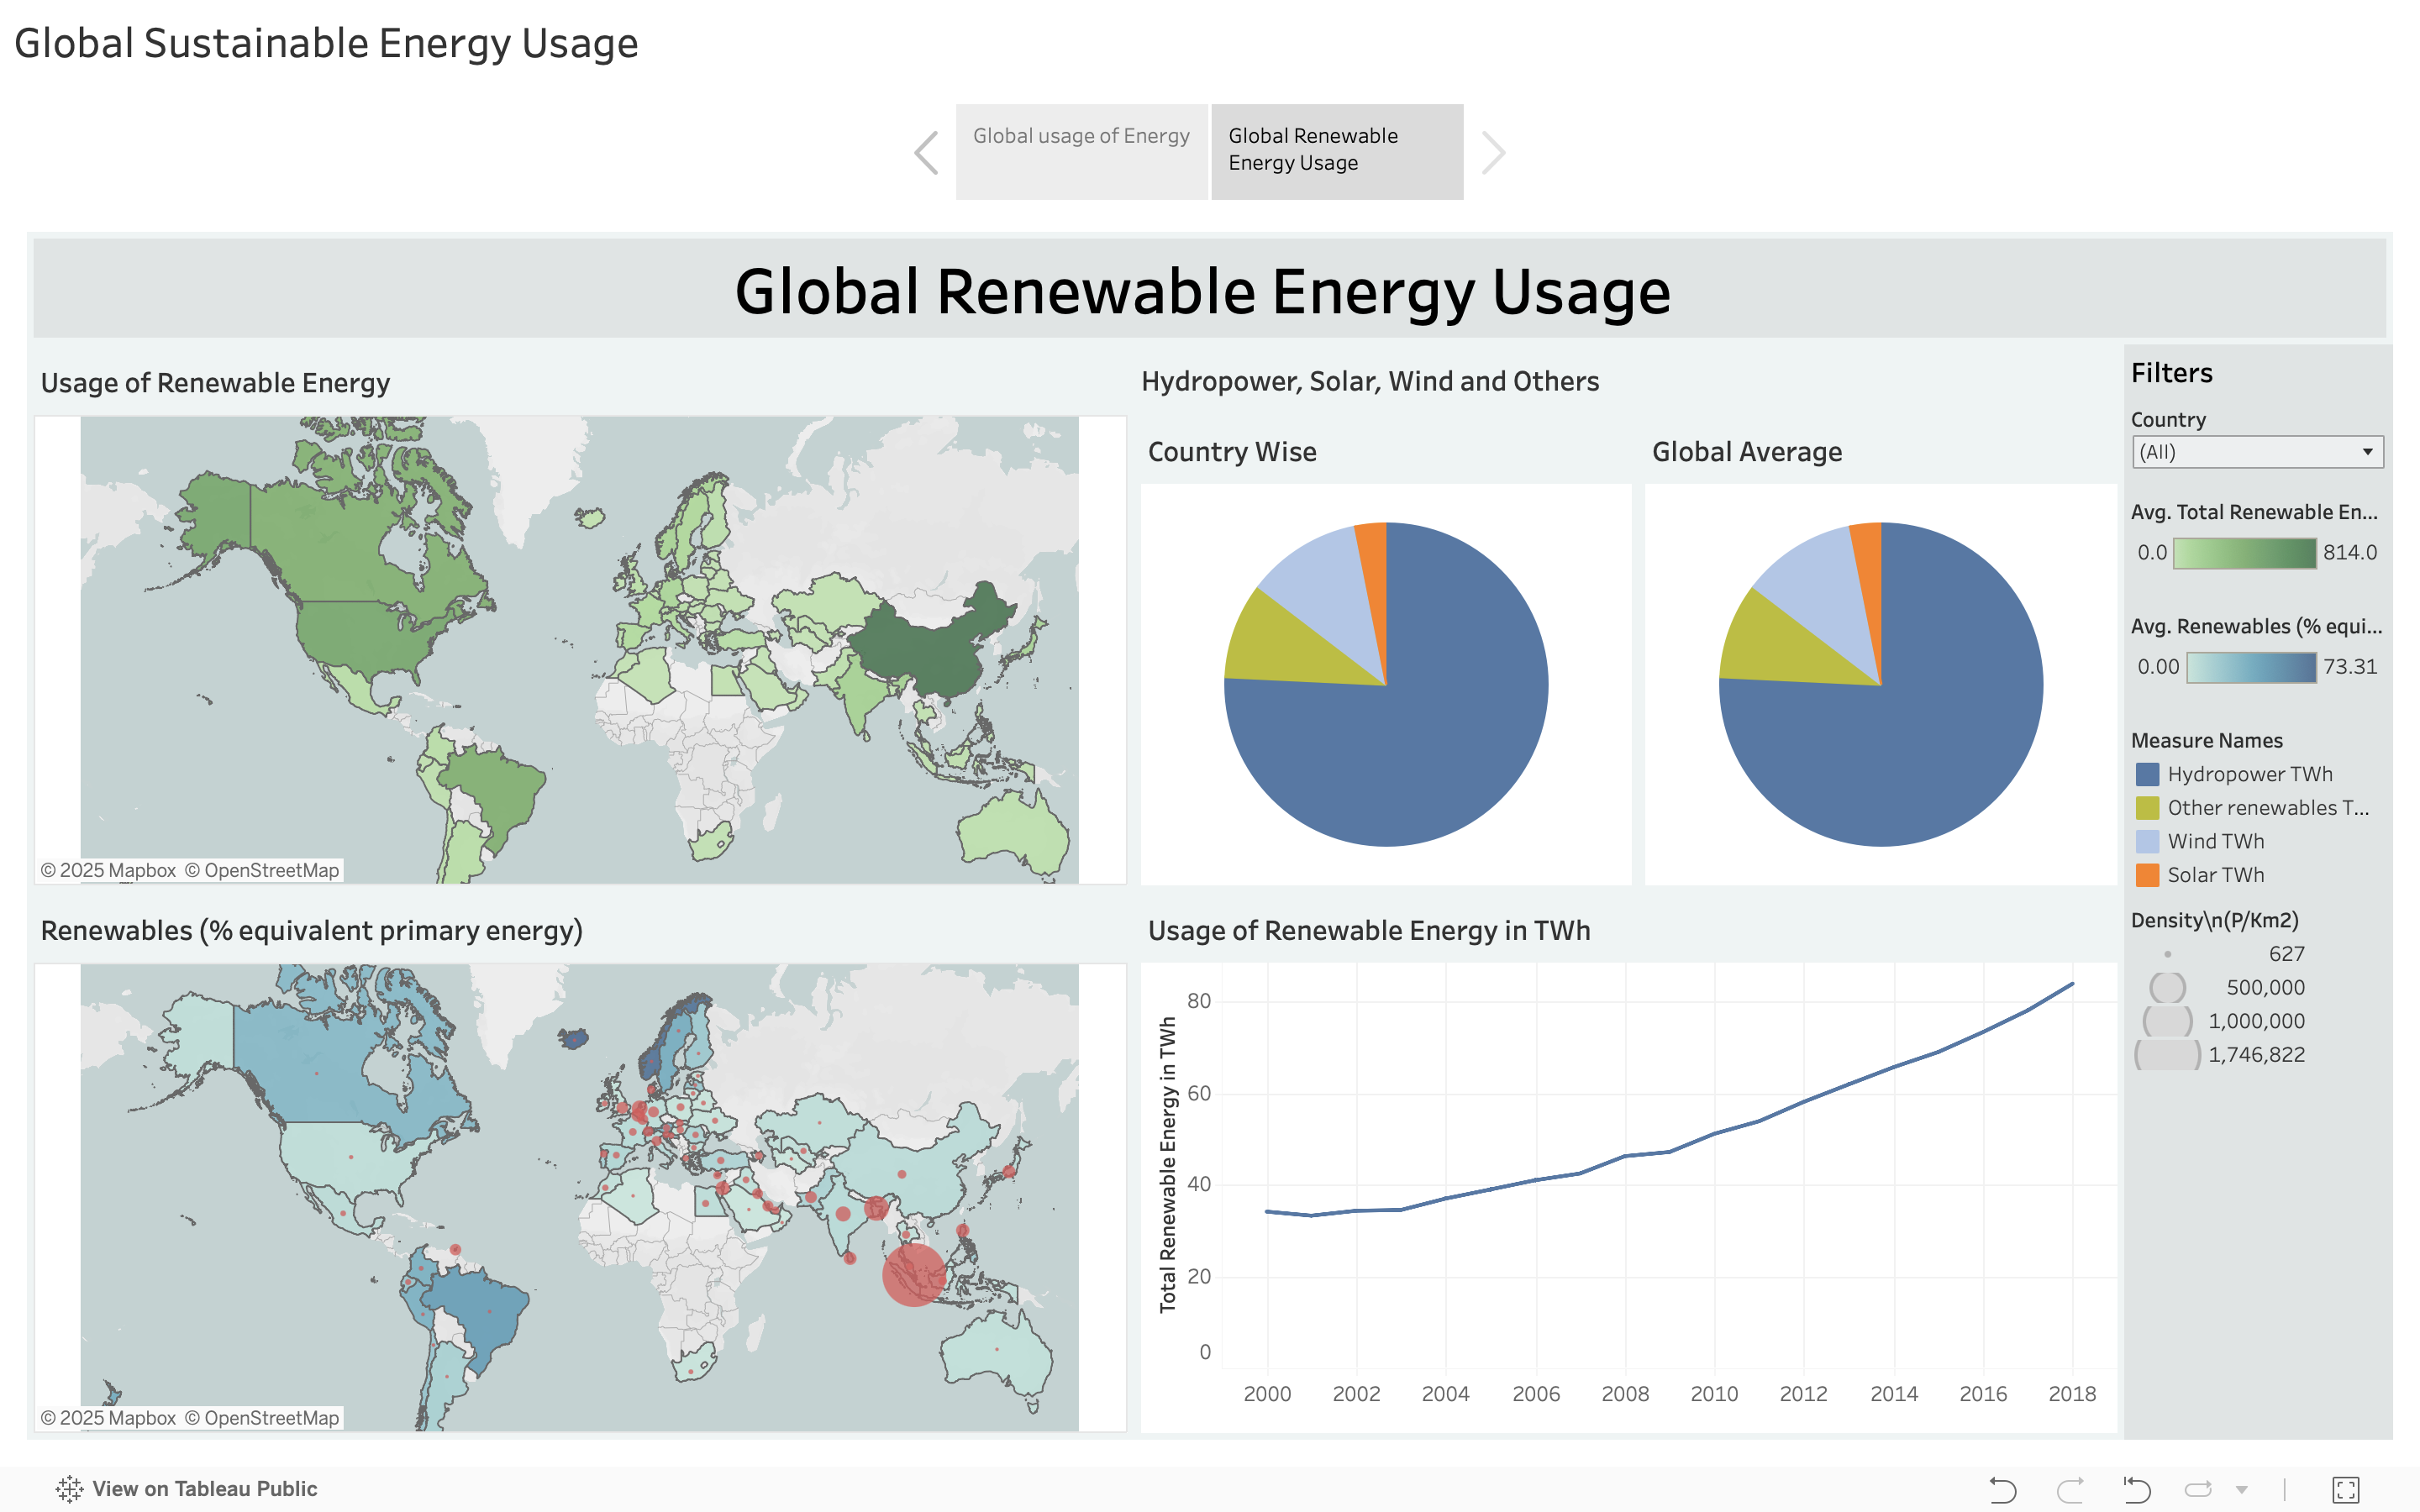 Global Sustainable Energy Usage
Global usage of Energy
Global Renewable
Energy Usage
Global Renewable Energy Usage
Usage of Renewable Energy
© 2025 Mapbox © OpenStreetMap
Hydropower, Solar, Wind and Others
Country Wise
Global Average
Renewables (% equivalent primary energy)
© 2025 Mapbox © OpenStreetMap
Usage of Renewable Energy in TWh
Total Renewable Energy in TWh
80
60
40
20
0
2000 2002 2004 2006 2008 2010 2012 2014 2016 2018
Filters
Country
(All)
Avg. Total Renewable En...
0.0 814.0
Avg. Renewables (% equi...
0.00 73.31
Measure Names
Hydropower TWh
Other renewables T...
Wind TWh
Solar TWh
Density\n(P/Km2)
627
500,000
1,000,000
1,746,822
View on Tableau Public